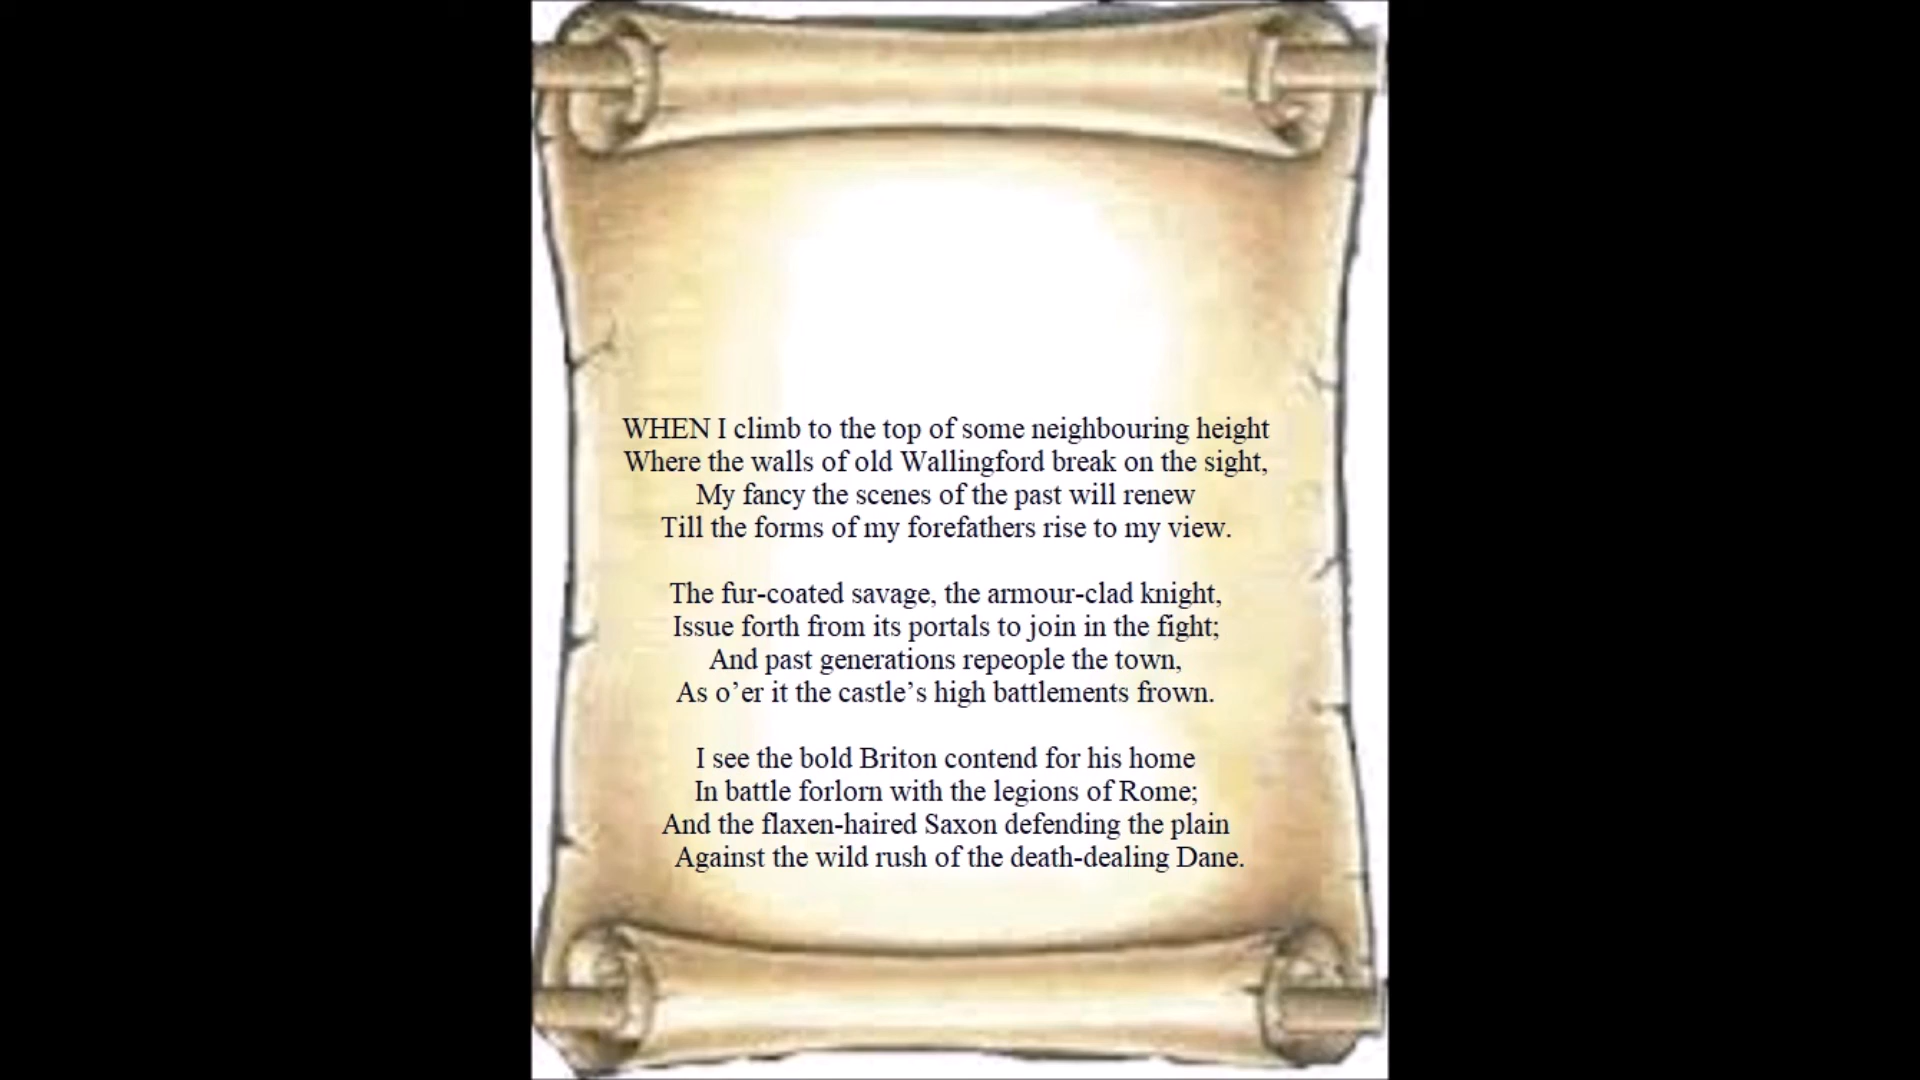 WHEN I climb to the top of some neighbouring height
Where the walls of old Wallingford break on the sight,
My fancy the scenes of the past will renew
Till the forms of my forefathers rise to my view.
The fur-coated savage, the armour-clad knight,
Issue forth from its portals to join in the fight;
And past generations repeople the town,
As o’er it the castle’s high battlements frown.
I see the bold Briton contend for his home
In battle forlorn with the legions of Rome;
And the flaxen-haired Saxon defending the plain
Against the wild rush of the death-dealing Dane.